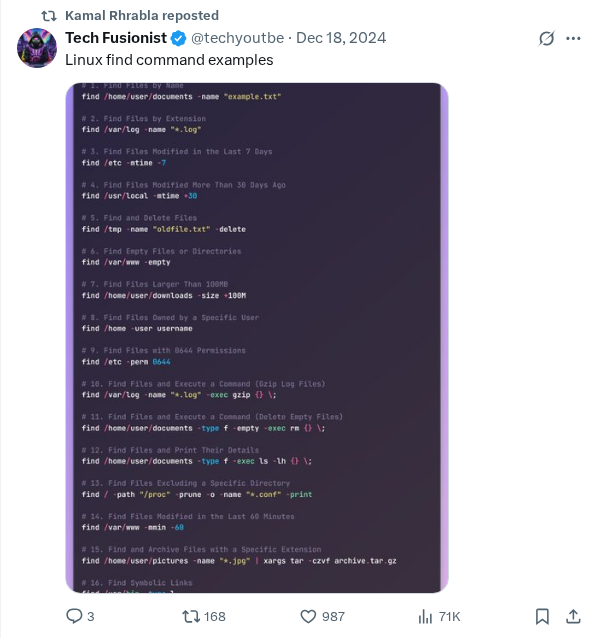 Kamal Rhrabla reposted
Tech Fusionist @techyoutbe · Dec 18, 2024
Linux find command examples
# 1. Find Files by Name
find /home/user/documents -name "example.txt"
# 2. Find Files by Extension
find /var/log -name "*.log"
# 3. Find Files Modified in the Last 7 Days
find /etc -mtime -7
# 4. Find Files Modified More Than 30 Days Ago
find /usr/local -mtime +30
# 5. Find and Delete Files
find /tmp -name "oldfile.txt" -delete
# 6. Find Empty Files or Directories
find /var/www -empty
# 7. Find Files Larger Than 100MB
find /home/user/downloads -size +100M
# 8. Find Files Owned by a Specific User
find /home -user username
# 9. Find Files with 0644 Permissions
find /etc -perm 0644
# 10. Find Files and Execute a Command (Gzip Log Files)
find /var/log -name "*.log" -exec gzip {} \;
# 11. Find Files and Execute a Command (Delete Empty Files)
find /home/user/documents -type f -empty -exec rm {} \;
# 12. Find Files and Print Their Details
find /home/user/documents -type f -exec ls -lh {} \;
# 13. Find Files Excluding a Specific Directory
find / -path "/proc" -prune -o -name "*.conf" -print
# 14. Find Files Modified in the Last 60 Minutes
find /var/www -mmin -60
# 15. Find and Archive Files with a Specific Extension
find /home/user/pictures -name "*.jpg" | xargs tar -czvf archive.tar.gz
# 16. Find Symbolic Links
3 168 987 71K